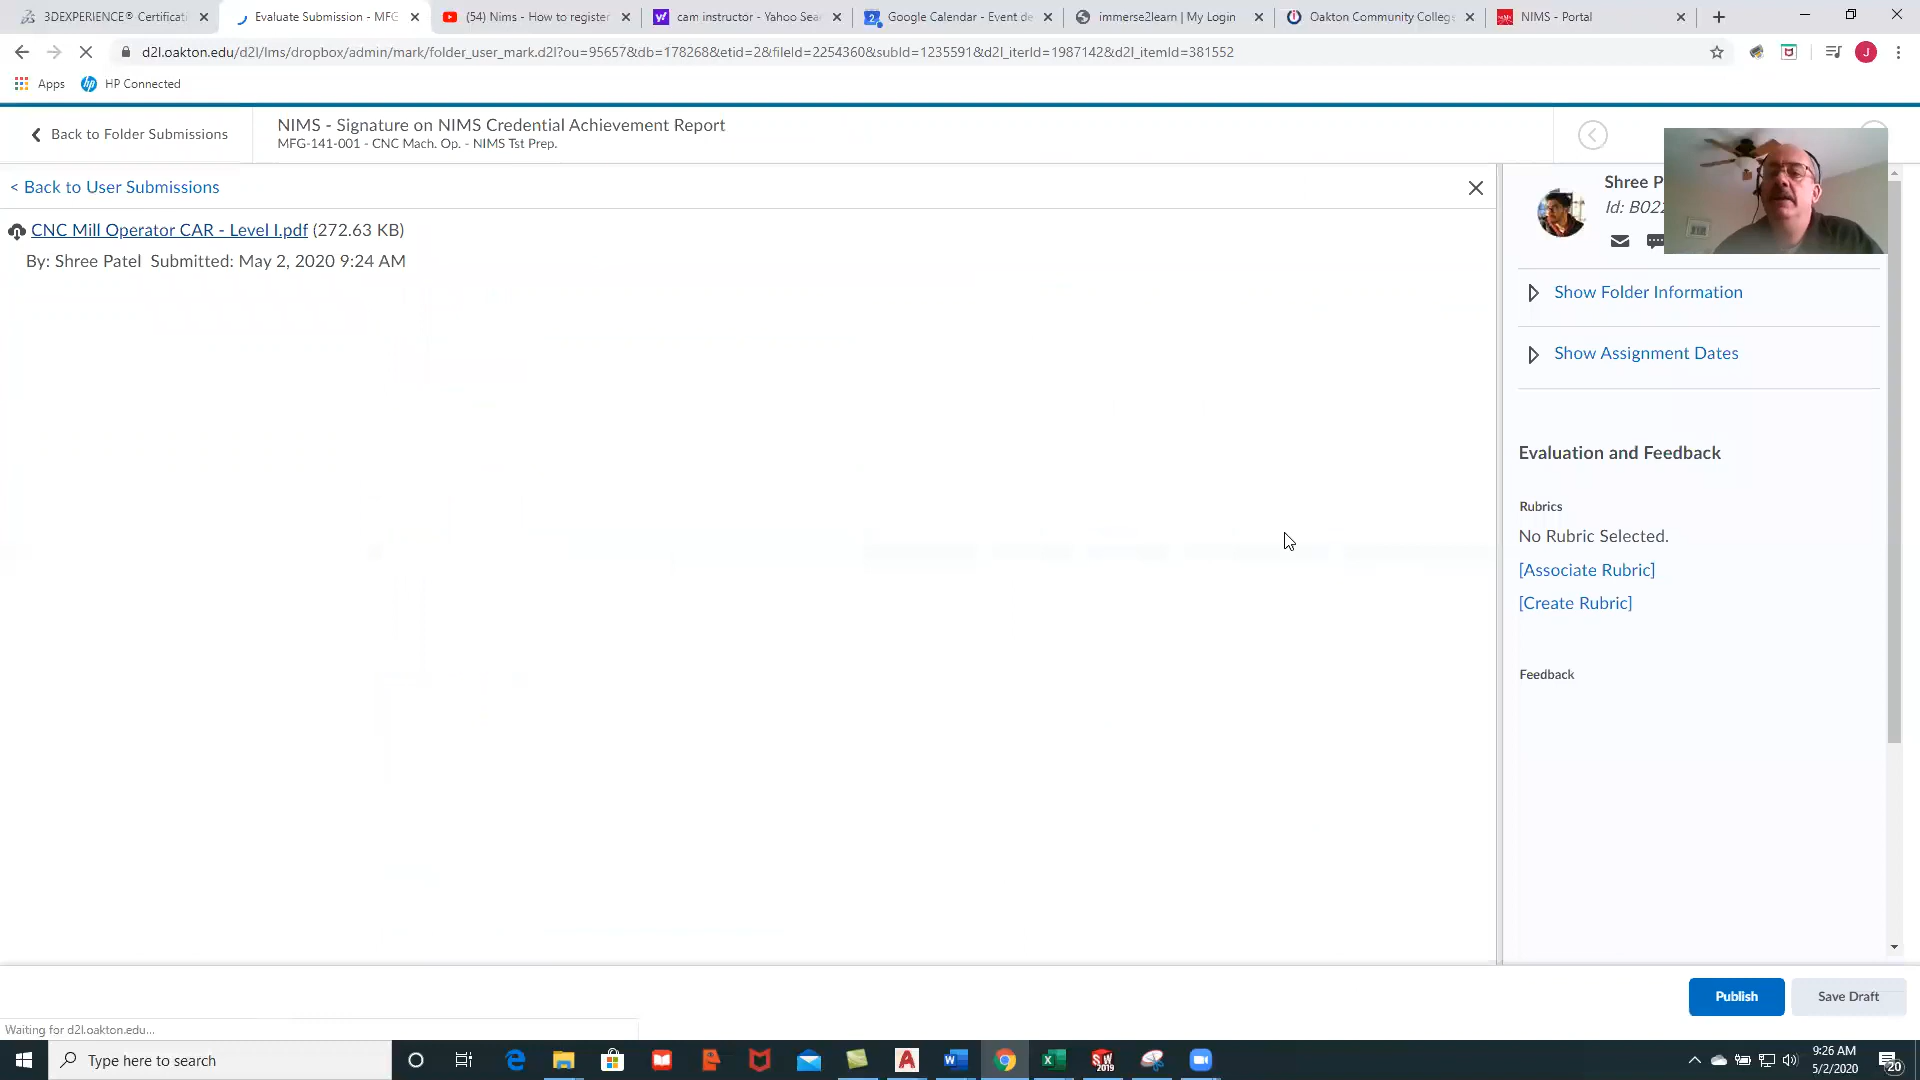 3DEXPERIENCE® Certificati
Evaluate Submission - MFG
(54) Nims - How to register
cam instructor - Yahoo Sear
Google Calendar - Event de
immerse2learn | My Login
Oakton Community College
NIMS - Portal
d2l.oakton.edu/d2l/lms/dropbox/admin/mark/folder_user_mark.d2l?ou=95657&db=178268&etid=2&fileId=2254360&subId=1235591&d2l_iterId=1987142&d2l_itemId=381552
J
Apps
HP Connected
Back to Folder Submissions
NIMS - Signature on NIMS Credential Achievement Report
MFG-141-001 - CNC Mach. Op. - NIMS Tst Prep.
< Back to User Submissions
CNC Mill Operator CAR - Level I.pdf (272.63 KB)
By: Shree Patel Submitted: May 2, 2020 9:24 AM
Shree P
Id: B022
Show Folder Information
Show Assignment Dates
Evaluation and Feedback
Rubrics
No Rubric Selected.
[Associate Rubric]
[Create Rubric]
Feedback
Publish
Save Draft
Waiting for d2l.oakton.edu...
Type here to search
9:26 AM
5/2/2020
20